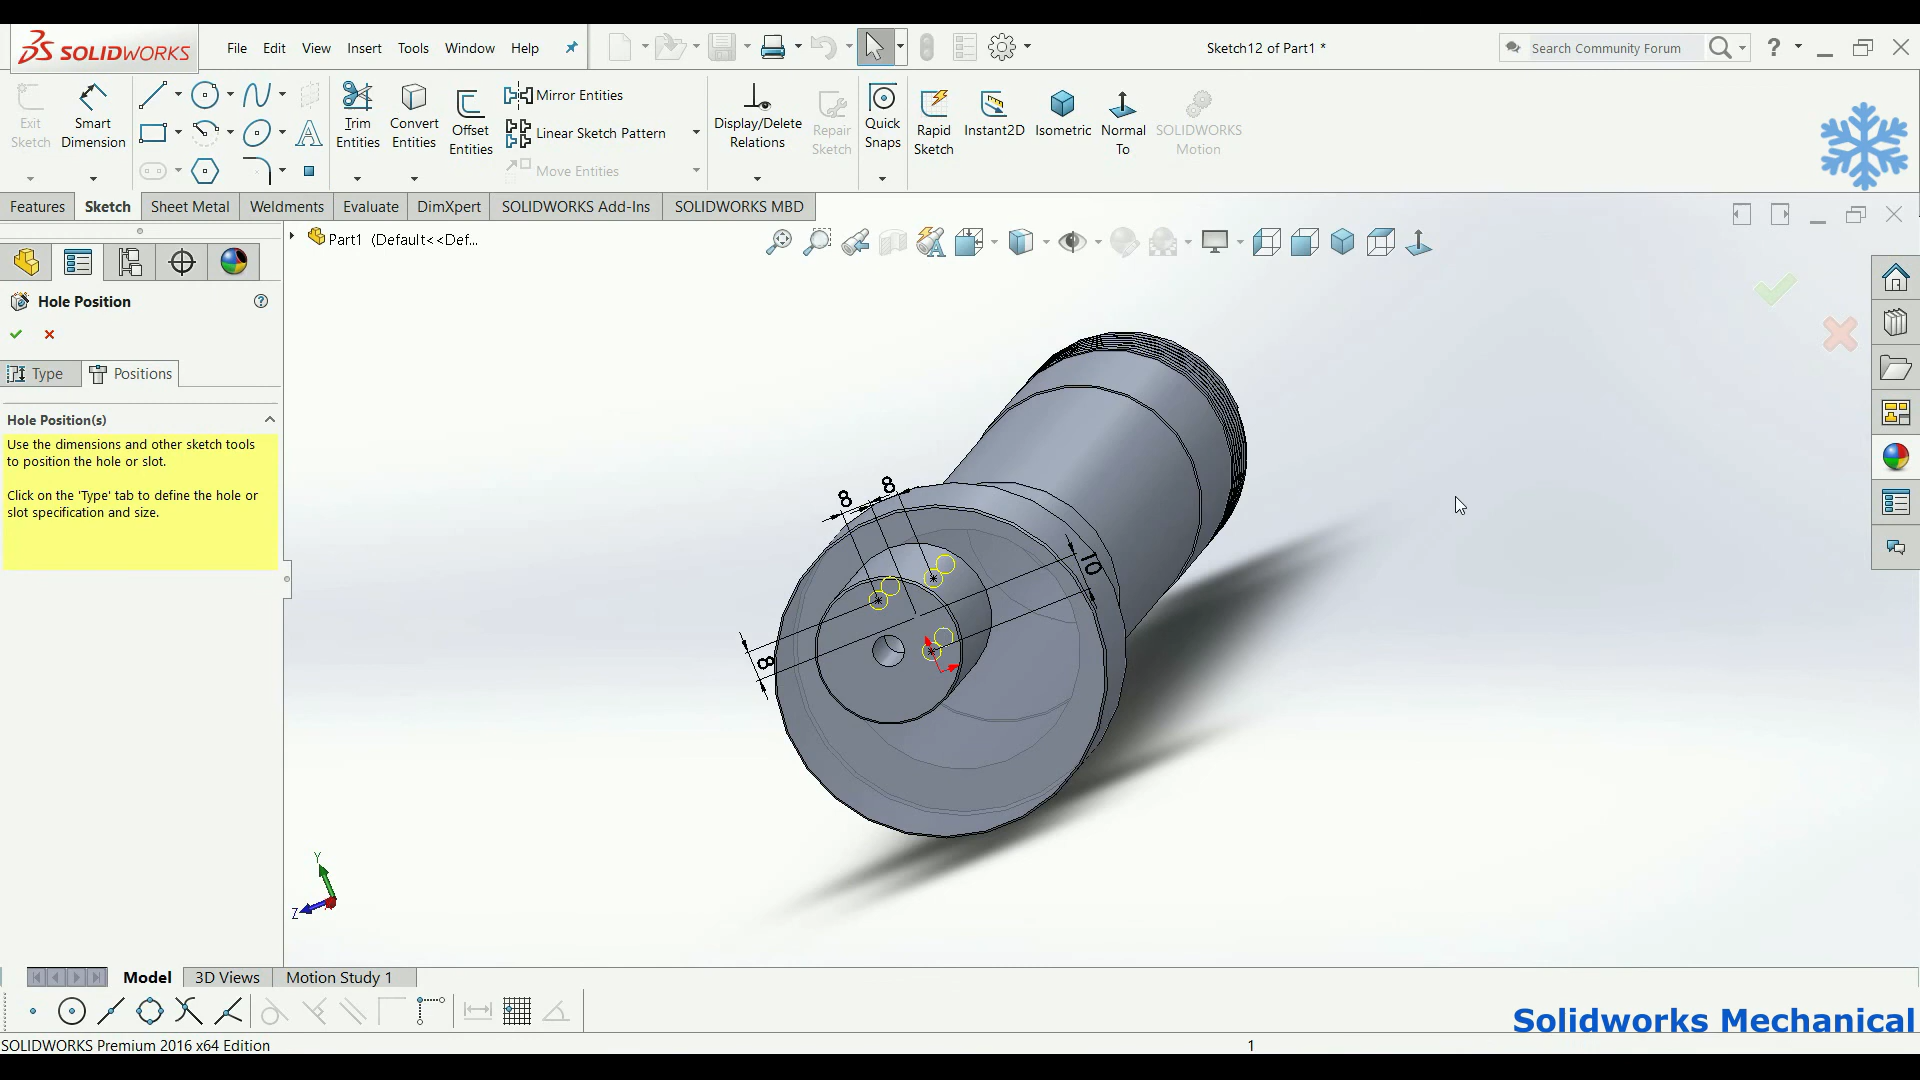 SOLIDWORKS
File Edit View Insert Tools Window Help
Sketch12 of Part1 *
Search Community Forum
?
Exit Sketch
Smart Dimension
Trim Entities
Convert Entities
Offset Entities
Mirror Entities
Linear Sketch Pattern
Move Entities
Display/Delete Relations
Repair Sketch
Quick Snaps
Rapid Sketch
Instant2D
Isometric
Normal To
SOLIDWORKS Motion
Features Sketch Sheet Metal Weldments Evaluate DimXpert SOLIDWORKS Add-Ins SOLIDWORKS MBD
Part1 (Default<<Def...
Hole Position
?
Type Positions
Hole Position(s)
Use the dimensions and other sketch tools
to position the hole or slot.
Click on the 'Type' tab to define the hole or
slot specification and size.
8
8
10
8
Y
Z
Model 3D Views Motion Study 1
Solidworks Mechanical
SOLIDWORKS Premium 2016 x64 Edition
1